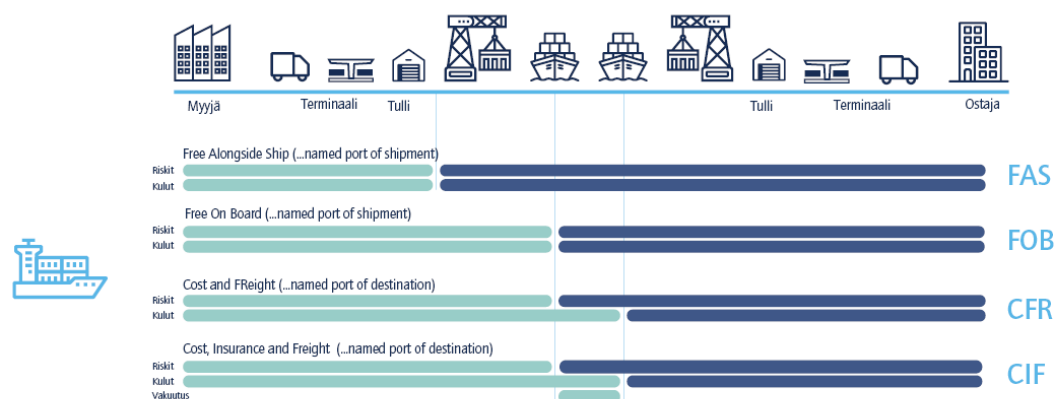 Myyjä Terminaali Tulli Tulli Terminaali Ostaja
Free Alongside Ship (...named port of shipment)
Riskit
Kulut
FAS
Free On Board (...named port of shipment)
Riskit
Kulut
FOB
Cost and FReight (...named port of destination)
Riskit
Kulut
CFR
Cost, Insurance and Freight (...named port of destination)
Riskit
Kulut
Vakuutus
CIF